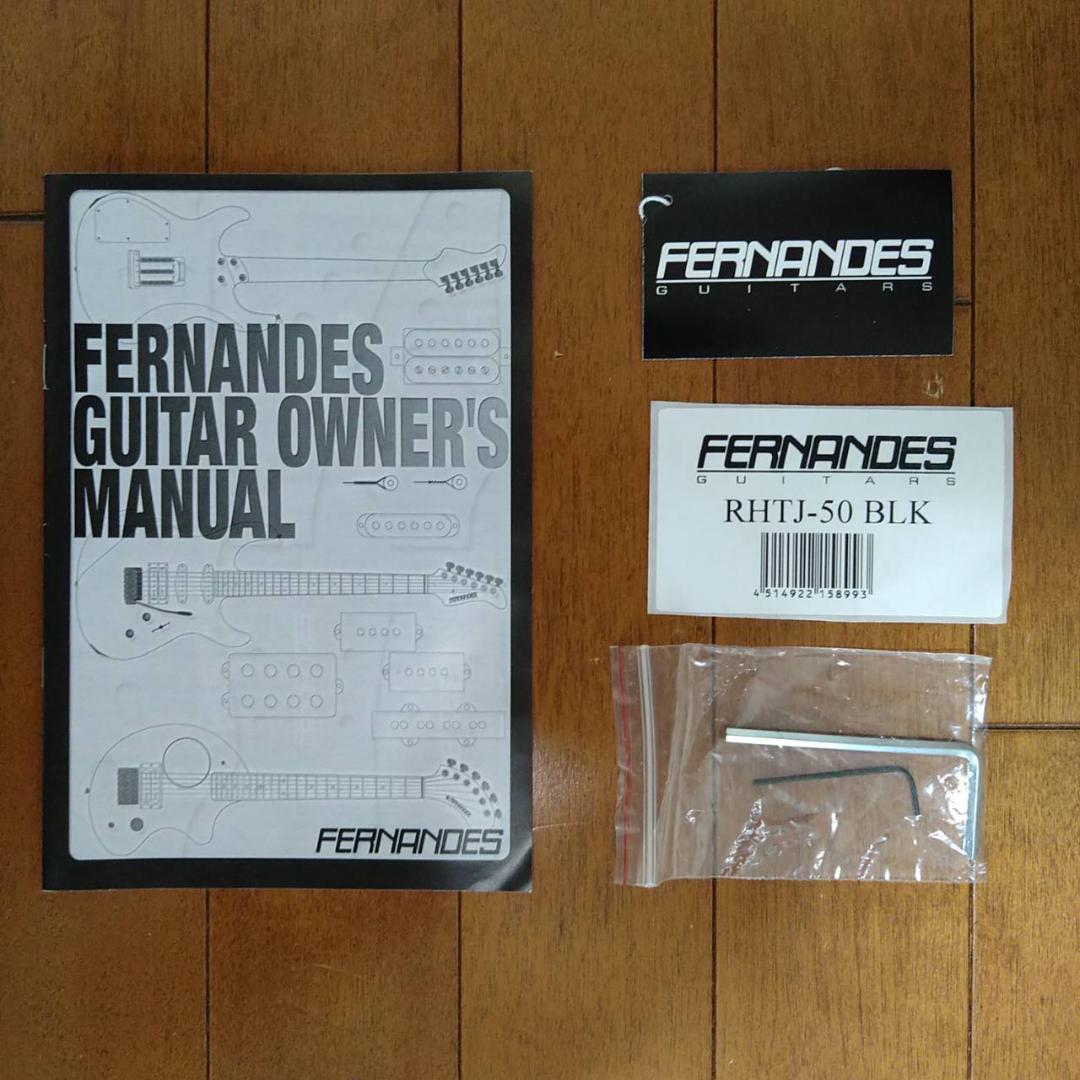 FERNANDES
GUITAR OWNER'S
MANUAL
FERNANDES
FERNANDES
GUITARS
FERNANDES
GUITARS
RHTJ-50 BLK
4 514922 158993